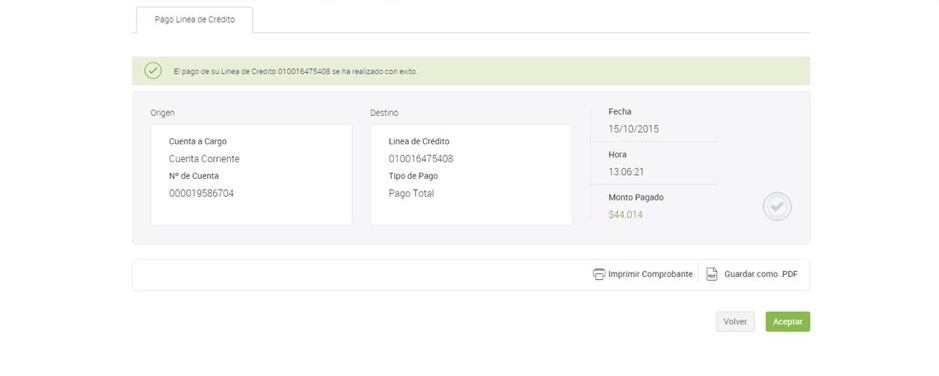 Pago Linea de Crédito
El pago de su Linea de Credito 010016475408 se ha realizado con exito.
Origen
Cuenta a Cargo
Cuenta Corriente
Nº de Cuenta
000019586704
Destino
Linea de Crédito
010016475408
Tipo de Pago
Pago Total
Fecha
15/10/2015
Hora
13:06:21
Monto Pagado
$44.014
Imprimir Comprobante
PDF
Guardar como .PDF
Volver
Aceptar